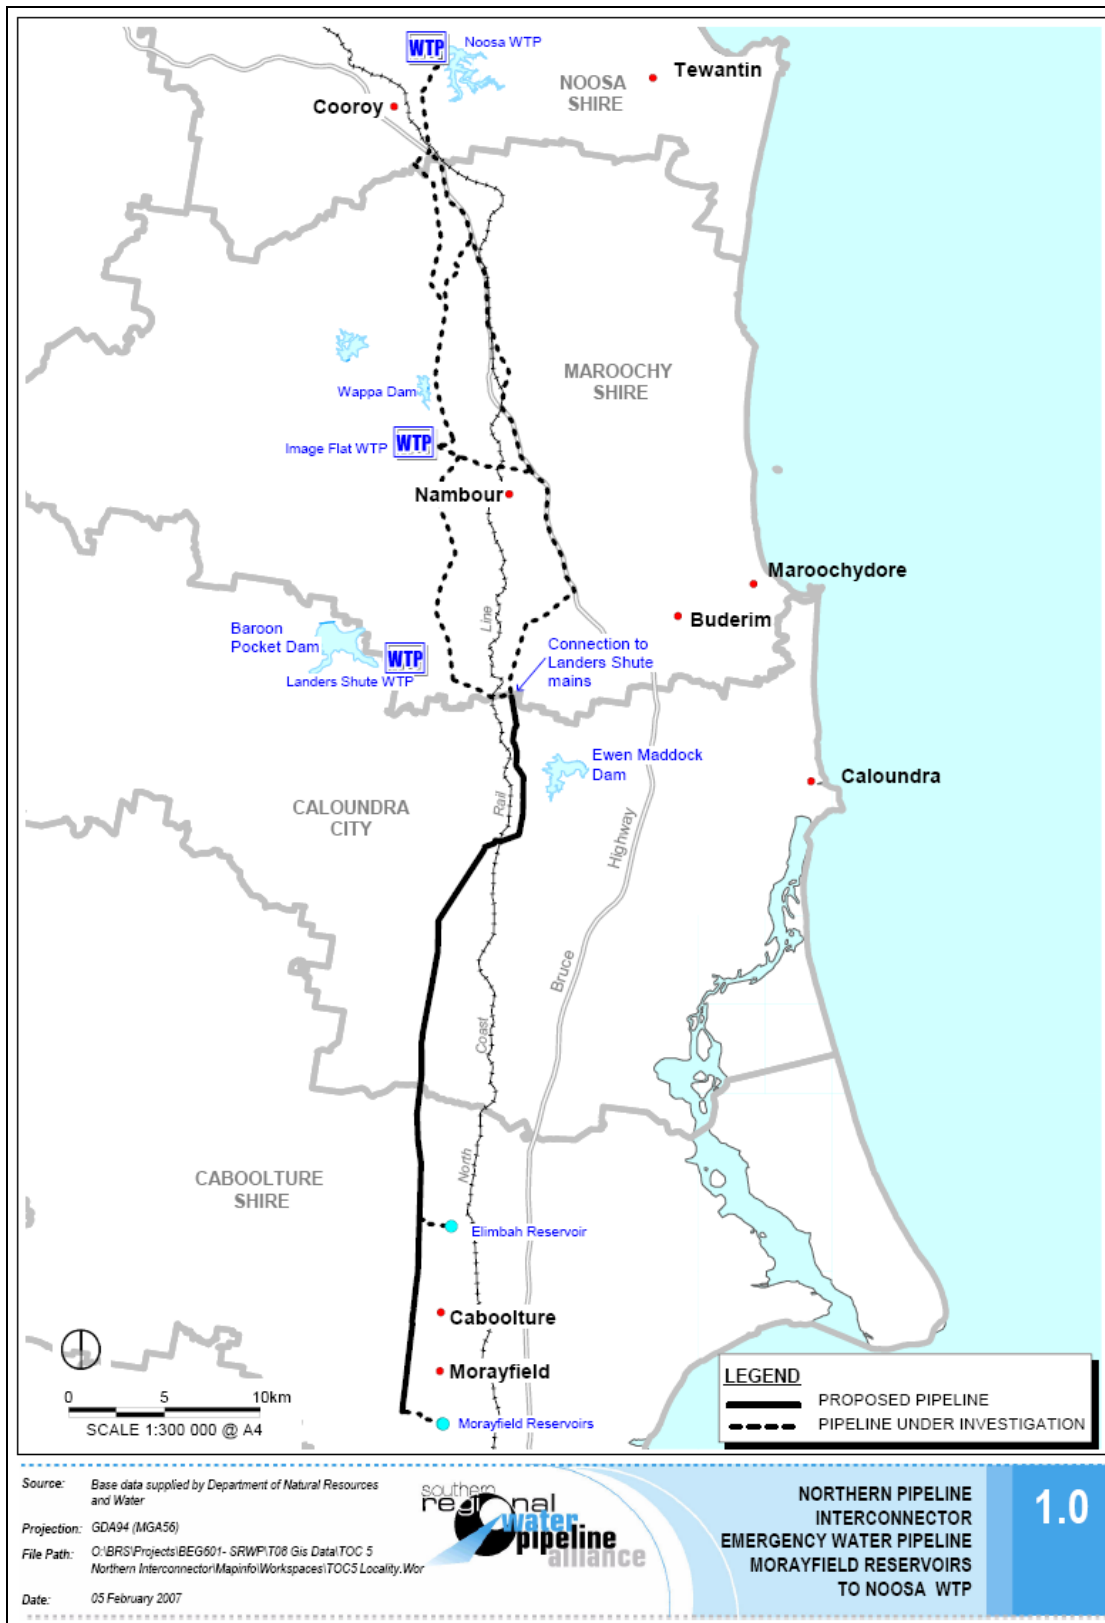 WTP
Noosa WTP
Tewantin
NOOSA
SHIRE
Cooroy
MAROOCHY
SHIRE
Wappa Dam
Image Flat WTP
WTP
Nambour
Maroochydore
Buderim
Line
Baroon
Pocket Dam
WTP
Landers Shute WTP
Connection to
Landers Shute
mains
Ewen Maddock
Dam
Caloundra
CALOUNDRA
CITY
Rail
Highway
Bruce
Coast
North
CABOOLTURE
SHIRE
Elimbah Reservoir
Caboolture
Morayfield
Morayfield Reservoirs
0 5 10km
SCALE 1:300 000 @ A4
LEGEND
PROPOSED PIPELINE
PIPELINE UNDER INVESTIGATION
Source: Base data supplied by Department of Natural Resources
and Water
Projection: GDA94 (MGA56)
File Path: O:\BRS\Projects\BEG601- SRWP\T08 Gis Data\TOC 5
Northern Interconnector\Mapinfo\Workspaces\TOC5 Locality.Wor
Date: 05 February 2007
southern
regional
water
pipeline
alliance
NORTHERN PIPELINE
INTERCONNECTOR
EMERGENCY WATER PIPELINE
MORAYFIELD RESERVOIRS
TO NOOSA WTP
1.0